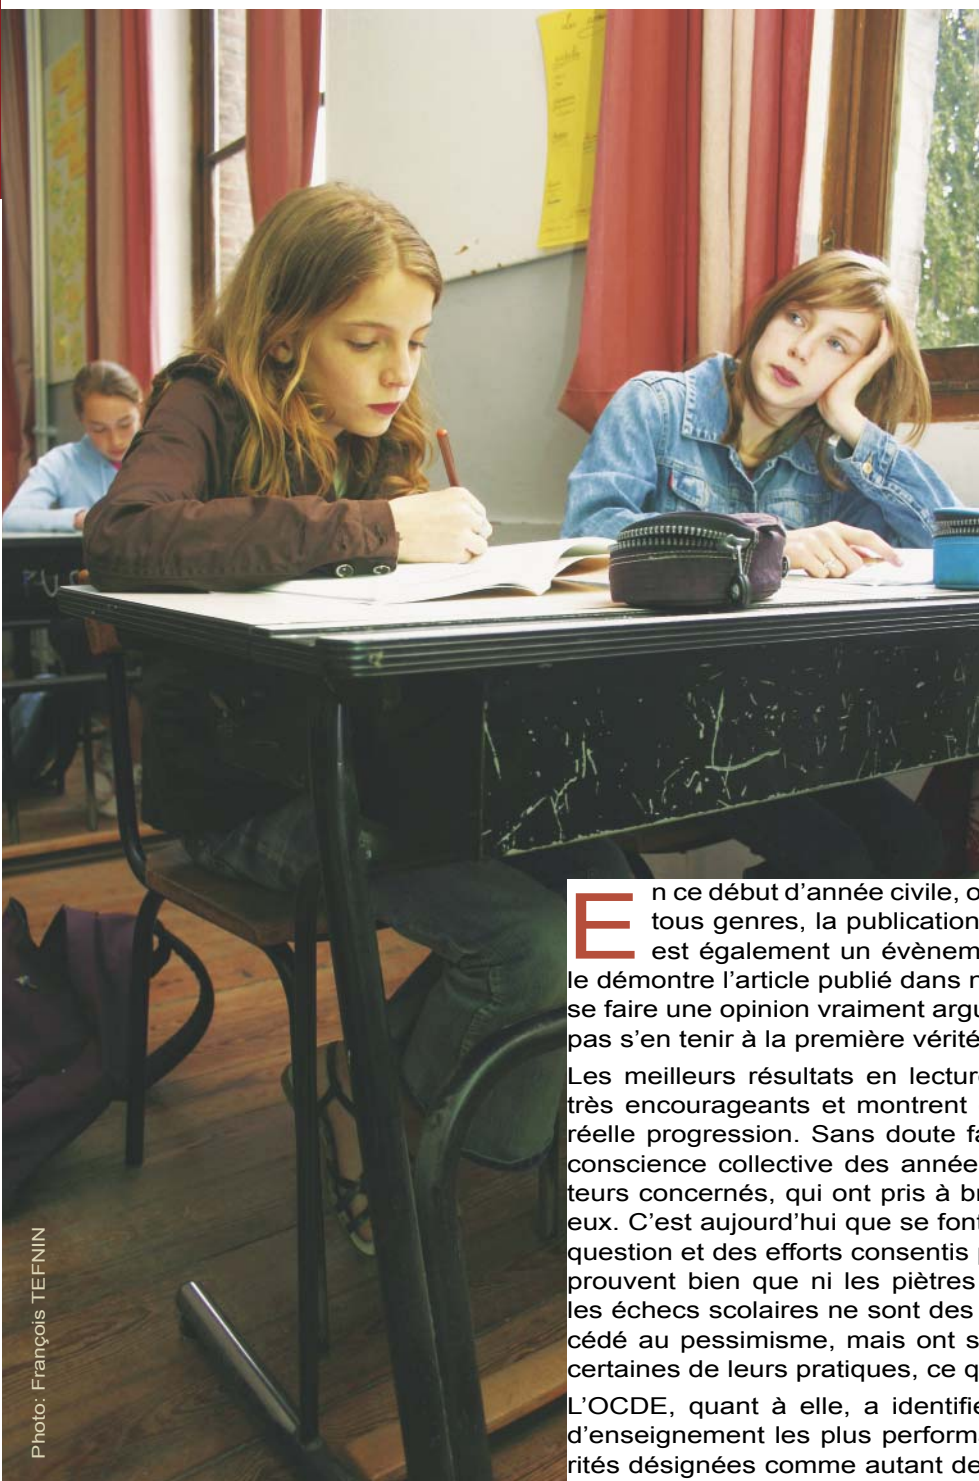 n ce début d’année civile, o
tous genres, la publication
est également un évènem
le démontre l’article publié dans n
se faire une opinion vraiment argu
pas s’en tenir à la première vérité
Les meilleurs résultats en lecture
très encourageants et montrent
réelle progression. Sans doute fa
conscience collective des année
teurs concernés, qui ont pris à br
eux. C’est aujourd’hui que se font
question et des efforts consentis p
prouvent bien que ni les piètres
les échecs scolaires ne sont des
cédé au pessimisme, mais ont s
certaines de leurs pratiques, ce q
L’OCDE, quant à elle, a identifié
d’enseignement les plus perform
rités désignées comme autant de
E
Photo: François TEFNIN